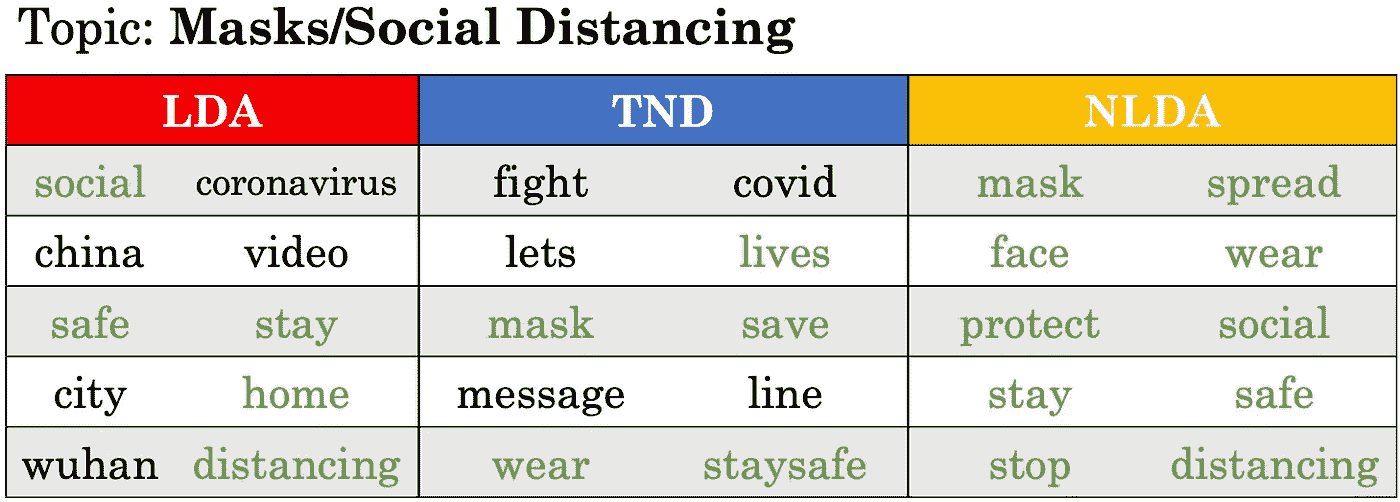 Topic: Masks/Social Distancing
LDA TND NLDA
social coronavirus fight covid mask spread
china video lets lives face wear
safe stay mask save protect social
city home message line stay safe
wuhan distancing wear staysafe stop distancing